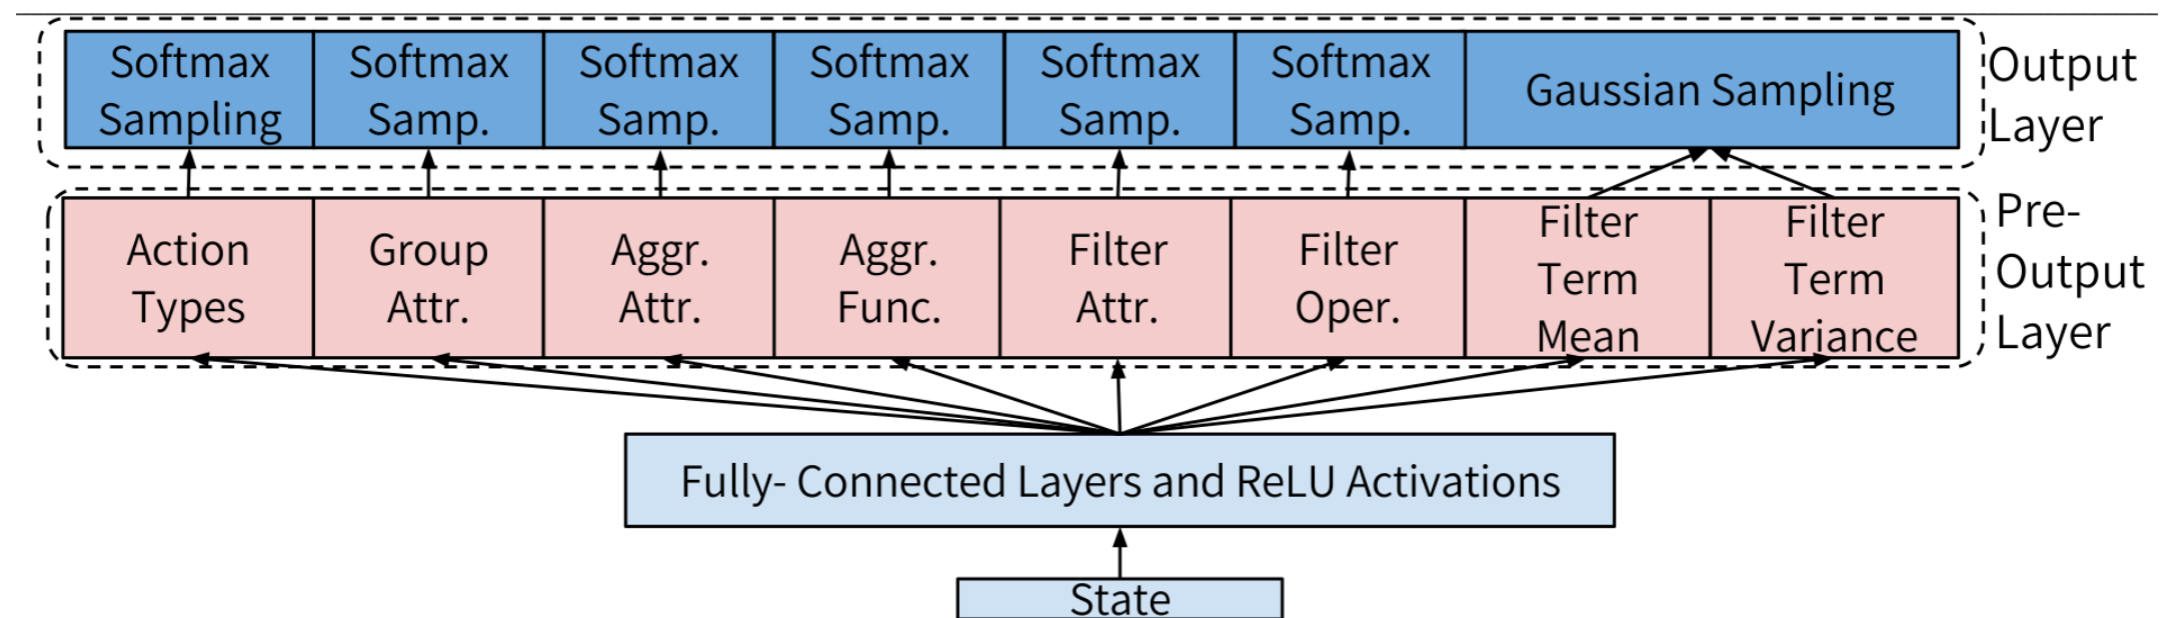 Softmax
Sampling
Softmax
Samp.
Softmax
Samp.
Softmax
Samp.
Softmax
Samp.
Softmax
Samp.
Gaussian Sampling
Output
Layer
Action
Types
Group
Attr.
Aggr.
Attr.
Aggr.
Func.
Filter
Attr.
Filter
Oper.
Filter
Term
Mean
Filter
Term
Variance
Pre-
Output
Layer
Fully- Connected Layers and ReLU Activations
State